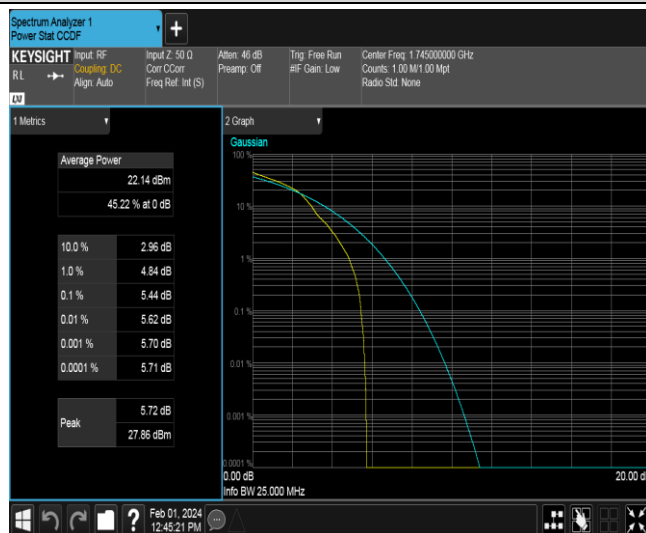 Spectrum Analyzer 1
Power Stat CCDF
+
KEYSIGHT
RL
LXI
Input: RF
Coupling: DC
Align: Auto
Input Z: 50 Ω
Corr CCorr
Freq Ref: Int (S)
Atten: 46 dB
Preamp: Off
Trig: Free Run
#IF Gain: Low
Center Freq: 1.745000000 GHz
Counts: 1.00 M/1.00 Mpt
Radio Std: None
1 Metrics
Average Power
22.14 dBm
45.22 % at 0 dB
10.0 % 2.96 dB
1.0 % 4.84 dB
0.1 % 5.44 dB
0.01 % 5.62 dB
0.001 % 5.70 dB
0.0001 % 5.71 dB
Peak
5.72 dB
27.86 dBm
2 Graph
Gaussian
100 %
10 %
1 %
0.1 %
0.01 %
0.001 %
0.0001 %
0.00 dB
20.00 d
Info BW 25.000 MHz
?
Feb 01, 2024
12:45:21 PM